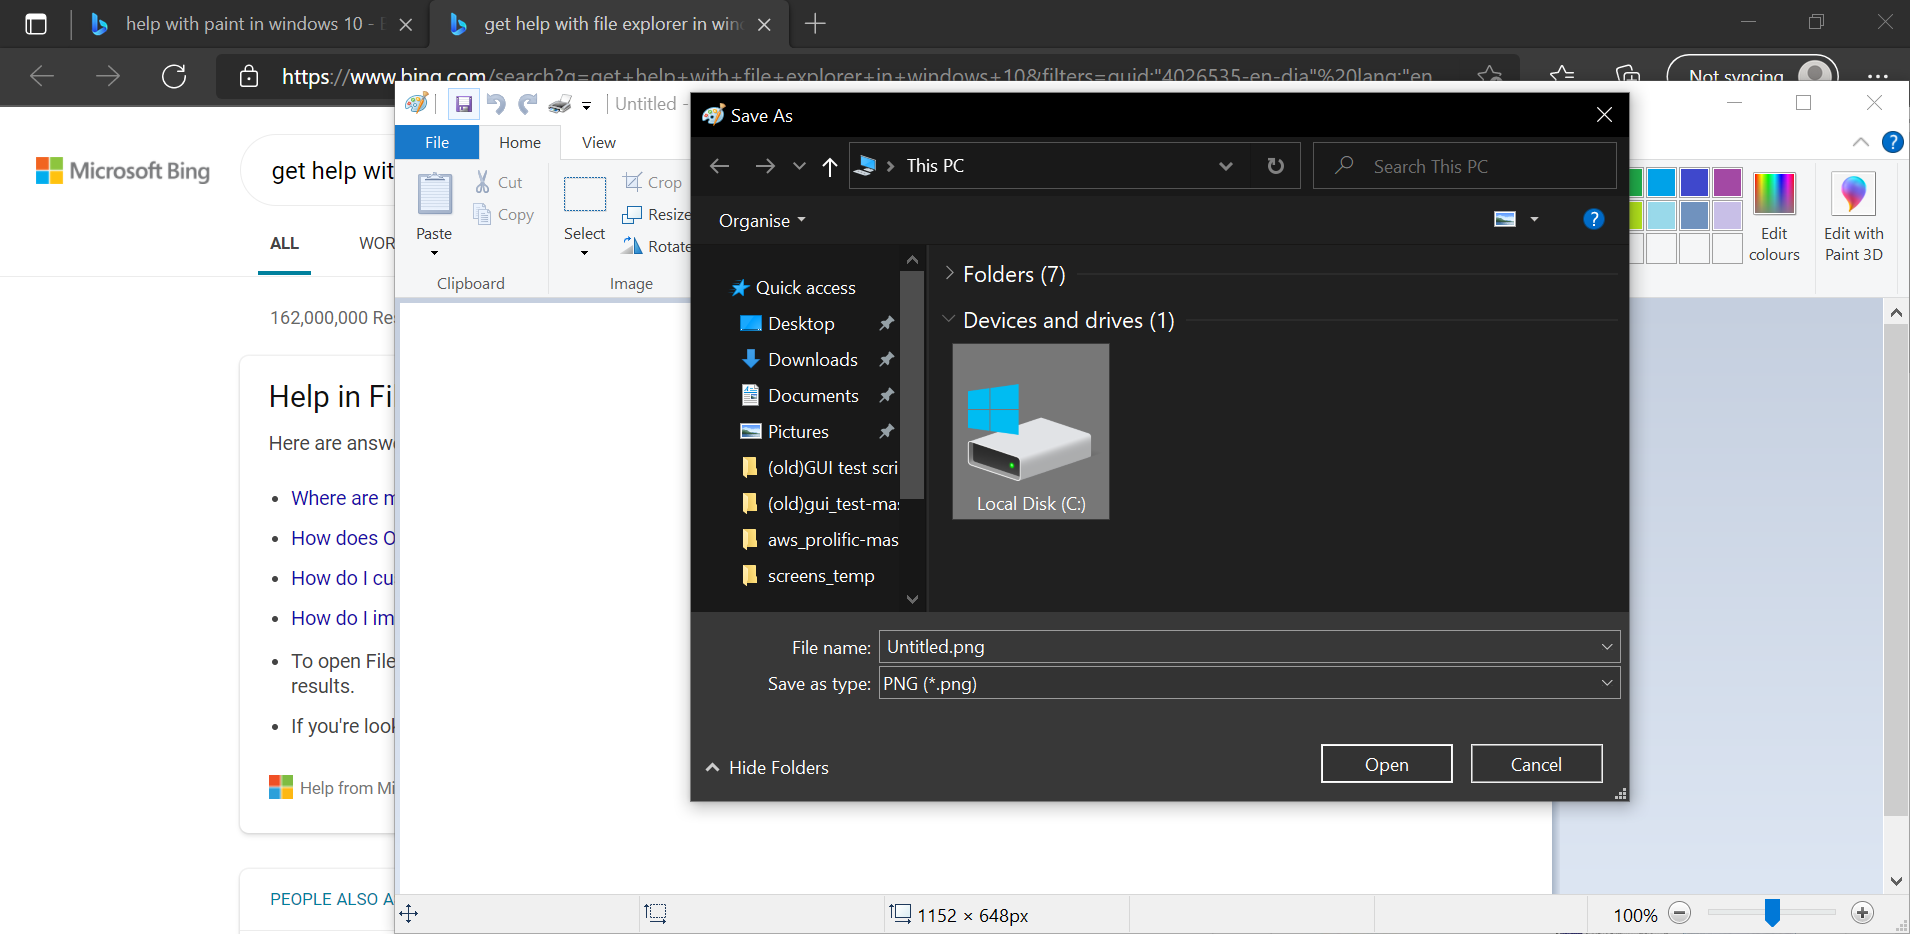 help with paint in windows 10 -
get help with file explorer in win
https://www.bing.com/search?q=get+help+with+file+explorer+in+windows+10&filters=guid:"4026535-en-dia"%20lang:"en
Not syncing
Microsoft Bing
get help wit
ALL
WOR
162,000,000 Res
Help in Fi
Here are answ
Where are m
How does O
How do I cu
How do I im
To open File
results.
If you're look
Help from Mi
PEOPLE ALSO A
Untitled -
File
Home
View
Paste
Cut
Copy
Clipboard
Select
Crop
Resize
Rotate
Image
Edit
colours
Edit with
Paint 3D
Save As
This PC
Search This PC
Organise
Quick access
Desktop
Downloads
Documents
Pictures
(old)GUI test scri
(old)gui_test-mas
aws_prolific-mas
screens_temp
Folders (7)
Devices and drives (1)
Local Disk (C:)
File name: Untitled.png
Save as type: PNG (*.png)
Hide Folders
Open
Cancel
1152 × 648px
100%